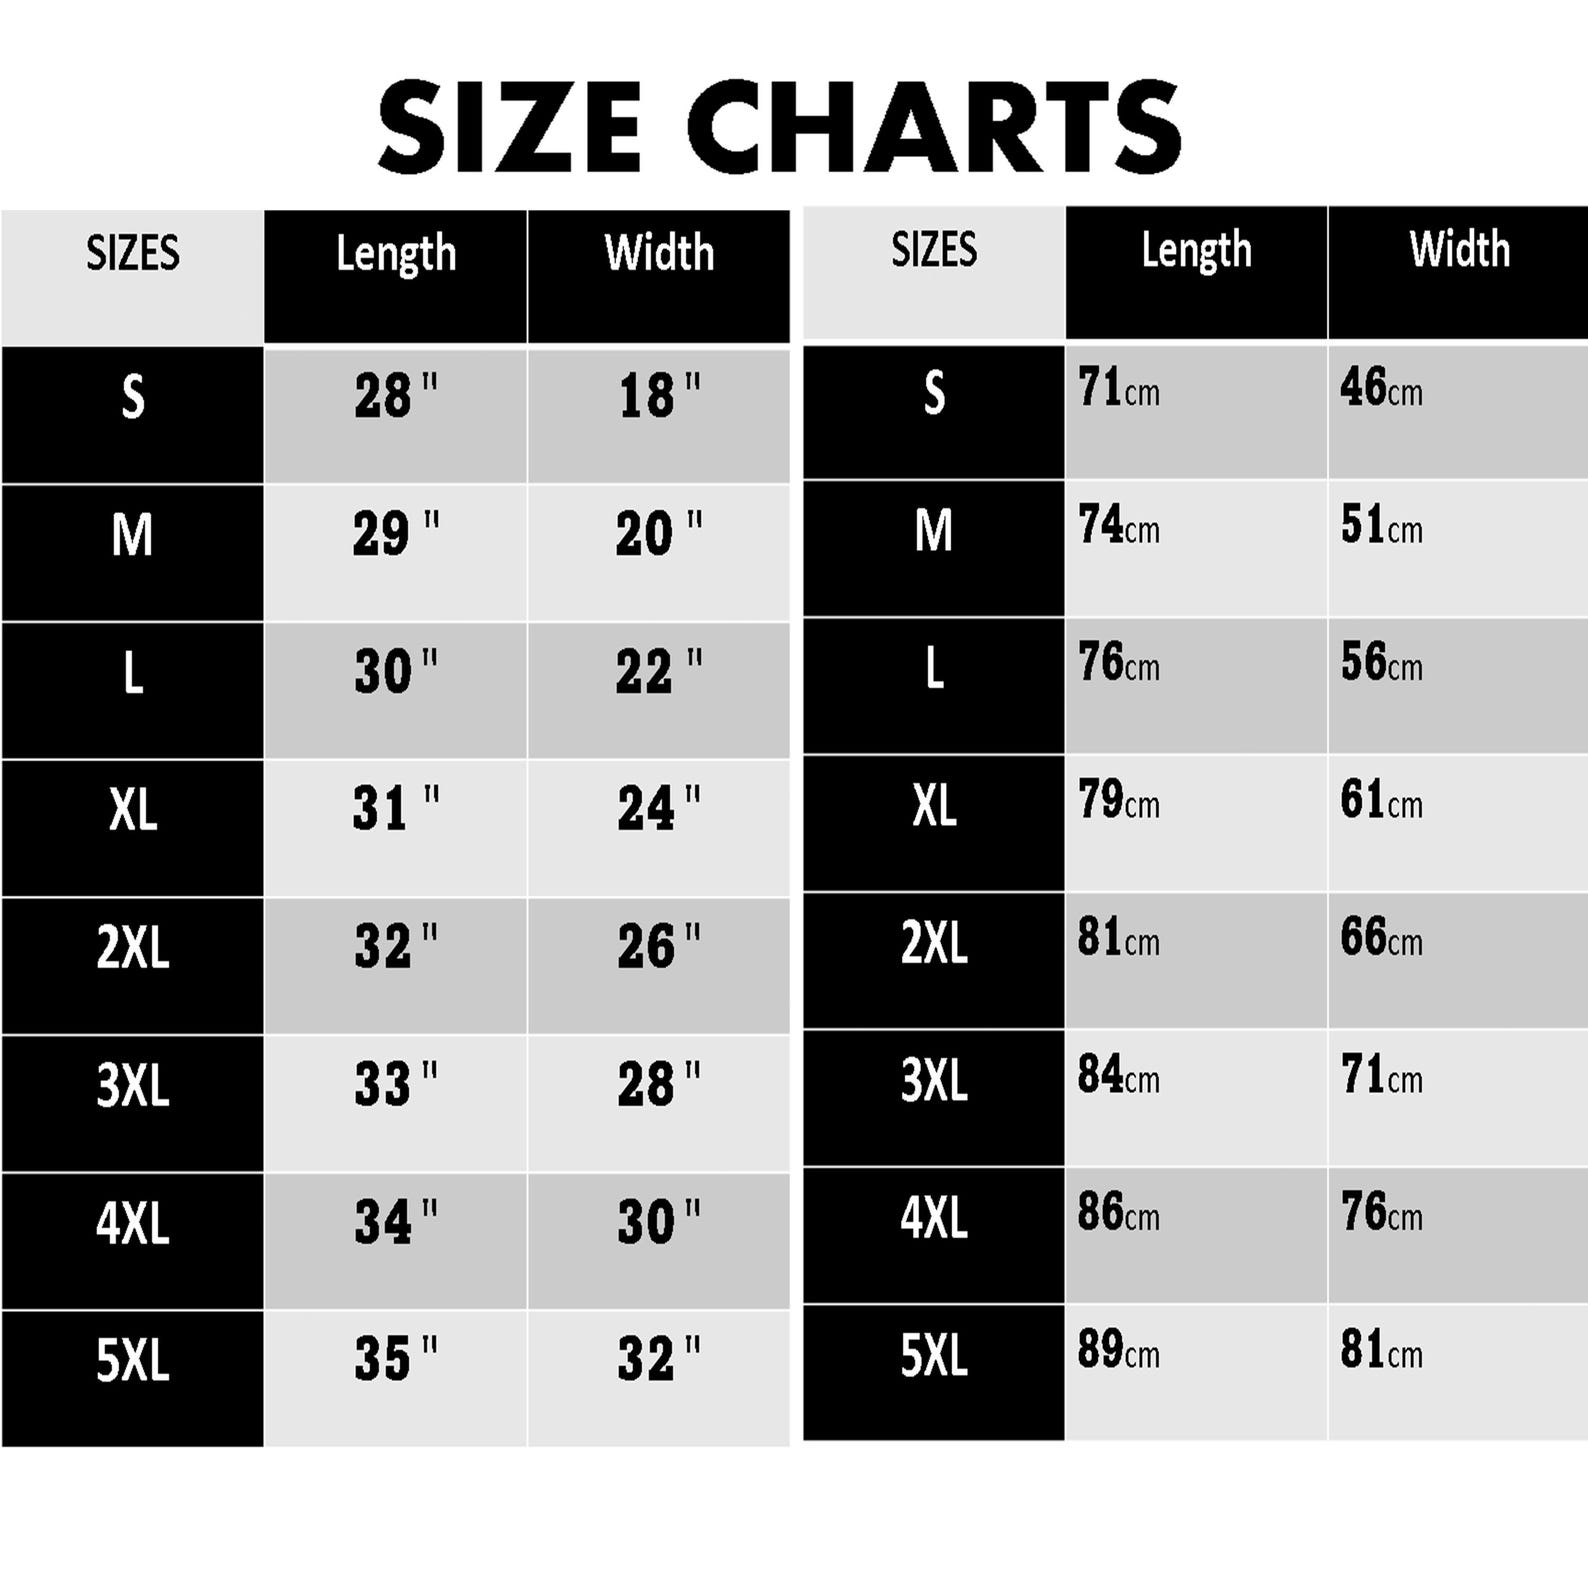 SIZE CHARTS
SIZES Length Width
S 28" 18"
M 29" 20"
L 30" 22"
XL 31" 24"
2XL 32" 26"
3XL 33" 28"
4XL 34" 30"
5XL 35" 32"
SIZES Length Width
S 71cm 46cm
M 74cm 51cm
L 76cm 56cm
XL 79cm 61cm
2XL 81cm 66cm
3XL 84cm 71cm
4XL 86cm 76cm
5XL 89cm 81cm